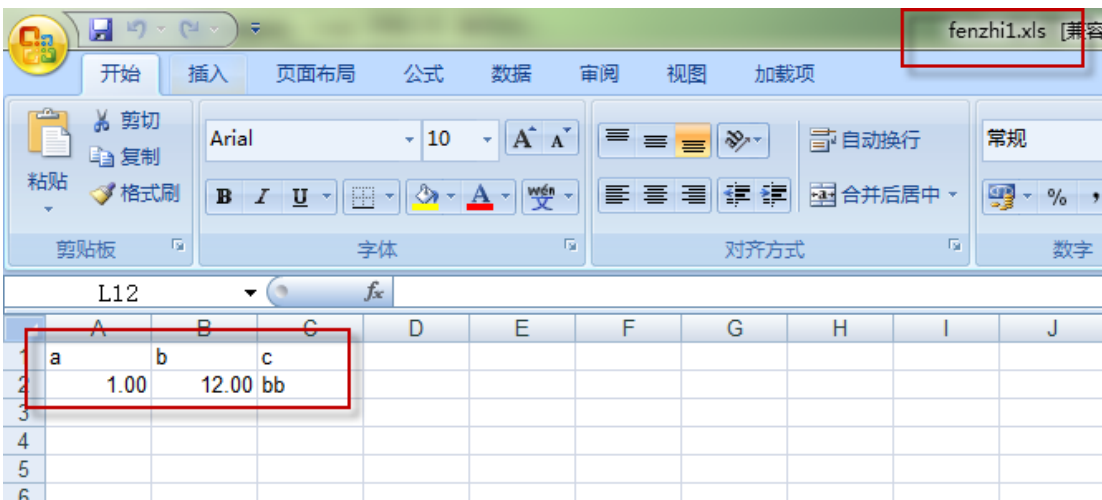 fenzhi1.xls [兼容
开始 插入 页面布局 公式 数据 审阅 视图 加载项
剪切
复制
格式刷
粘贴
Arial 10 A A
常规
B I U A wén 文
自动换行
合并后居中
% ,
剪贴板 字体 对齐方式 数字
L12 fx
A B C D E F G H I J
1 a b c
2 1.00 12.00 bb
3
4
5
6